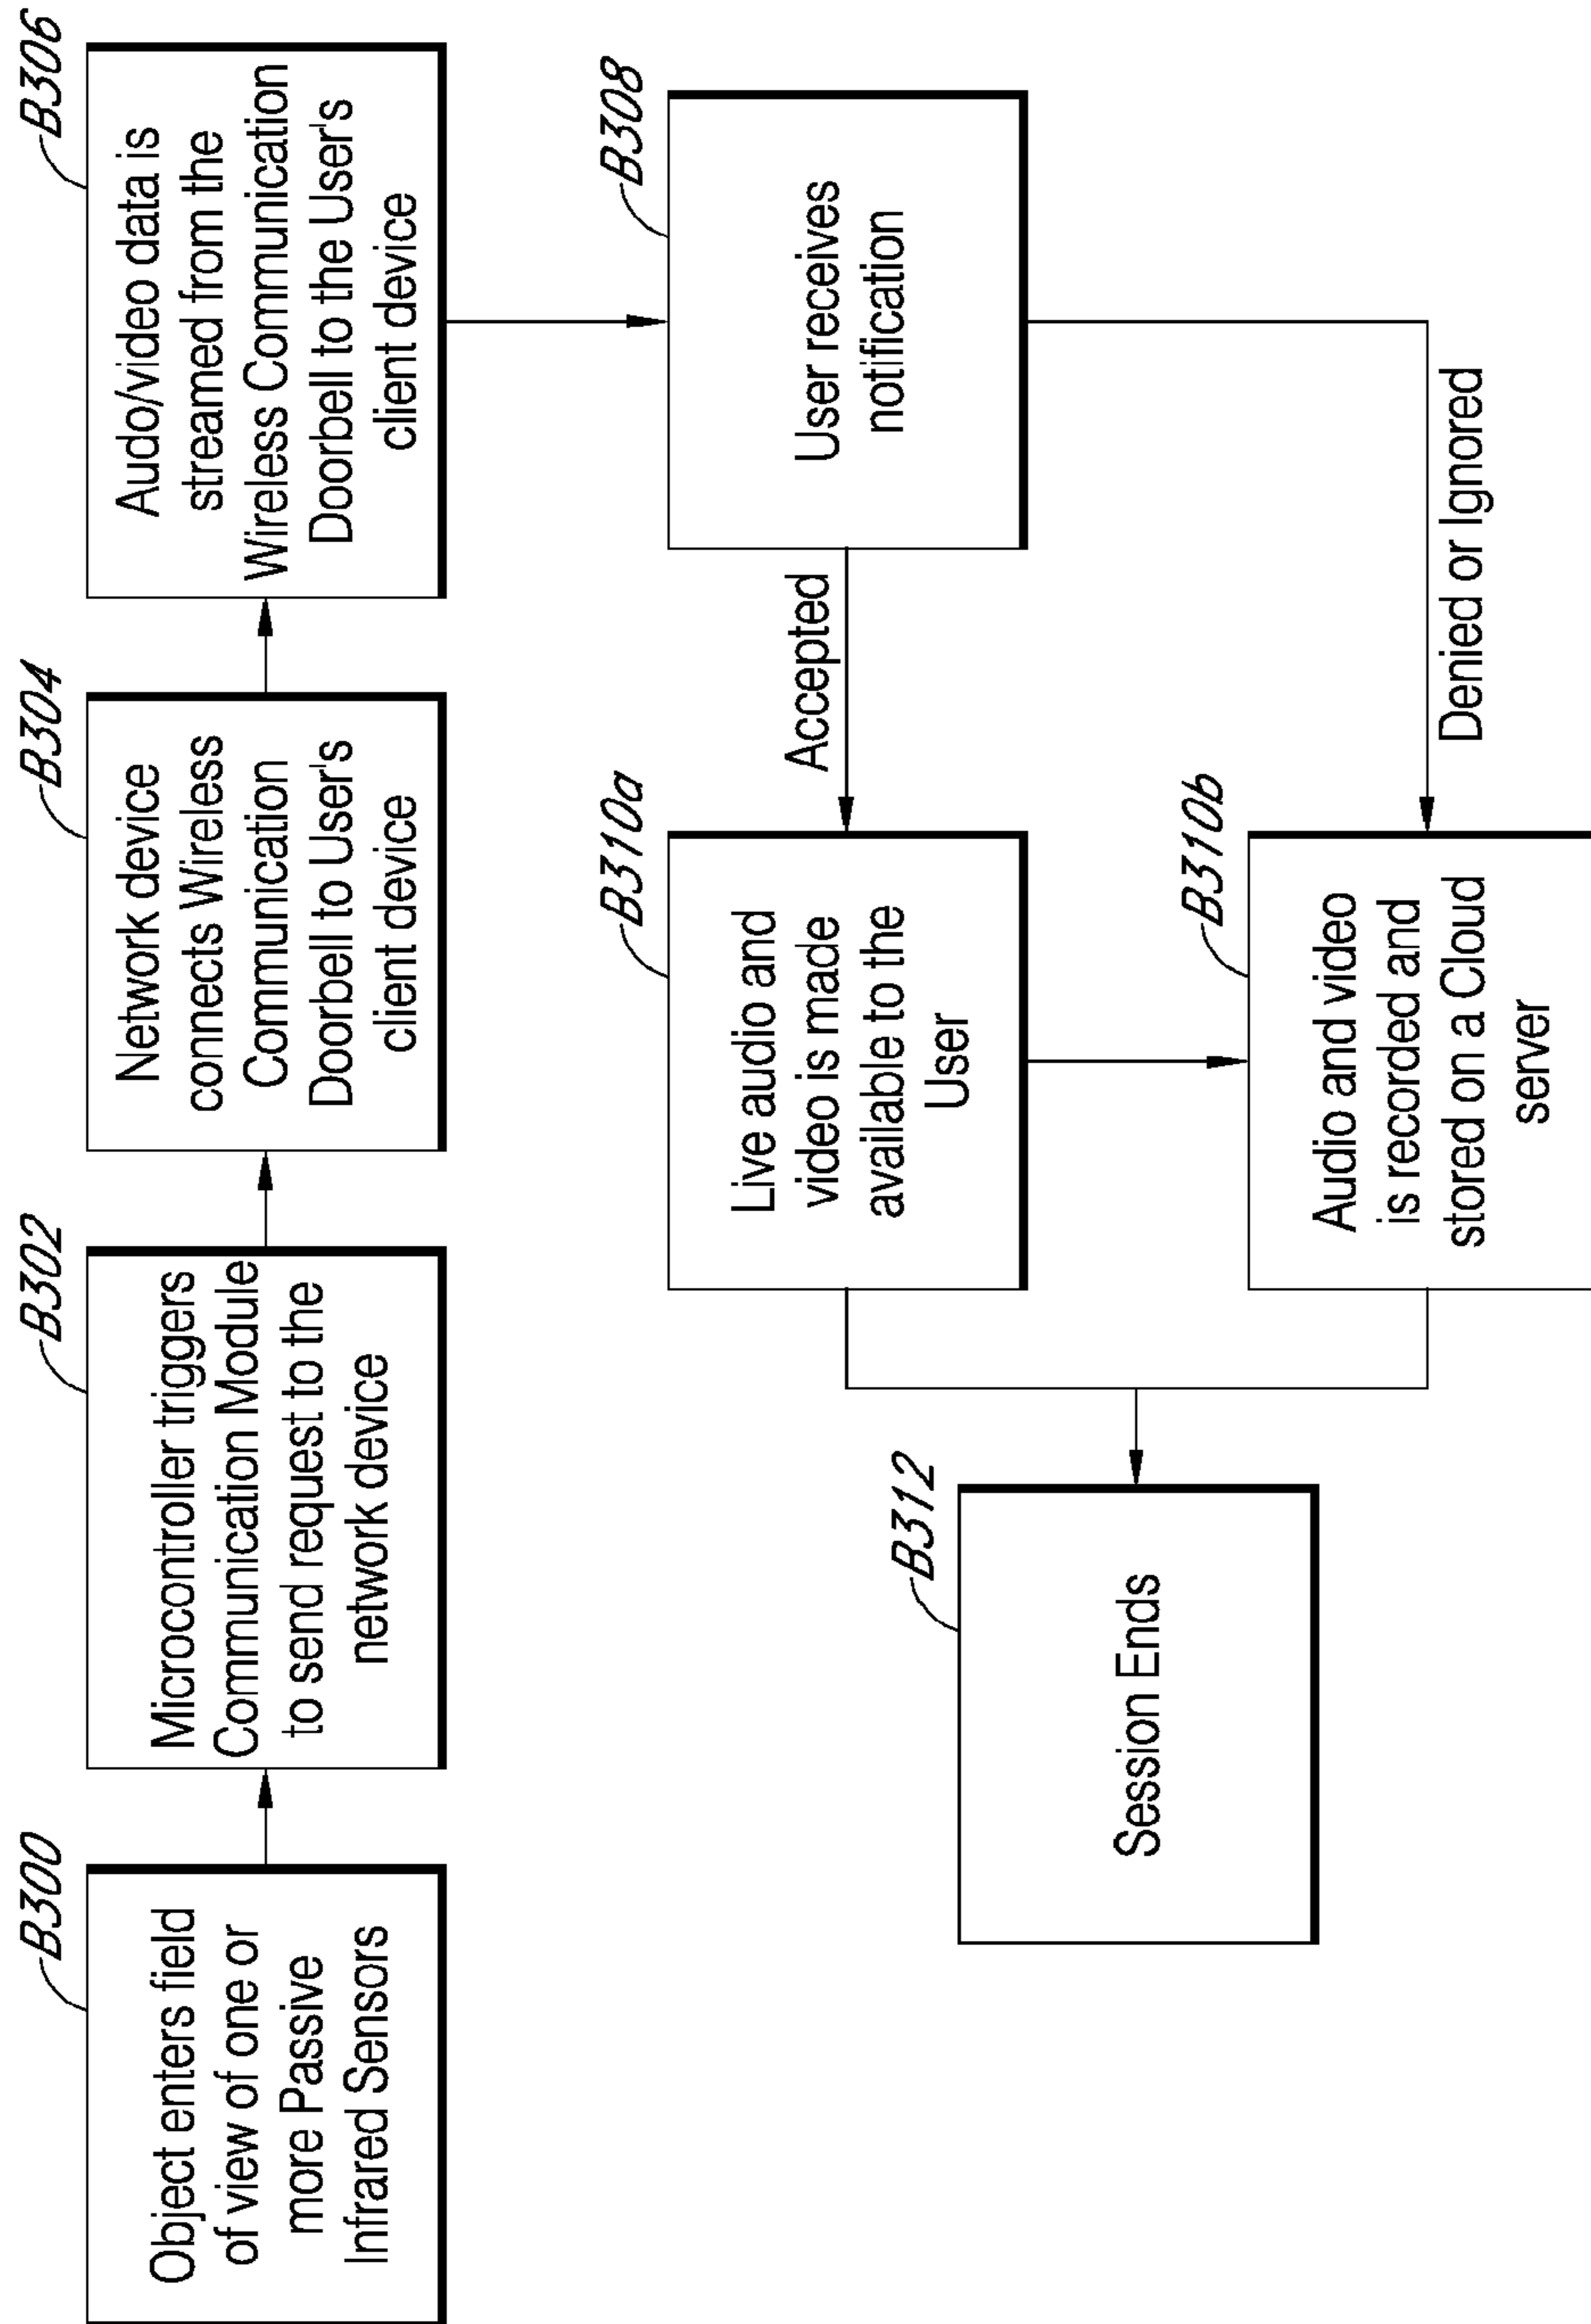 B300
Object enters field
of view of one or
more Passive
Infrared Sensors
B302
Microcontroller triggers
Communication Module
to send request to the
network device
B304
Network device
connects Wireless
Communication
Doorbell to User's
client device
B306
Audo/video data is
streamed from the
Wireless Communication
Doorbell to the User's
client device
B308
User receives
notification
Accepted
Denied or Ignored
B310a
Live audio and
video is made
available to the
User
B310b
Audio and video
is recorded and
stored on a Cloud
server
B312
Session Ends